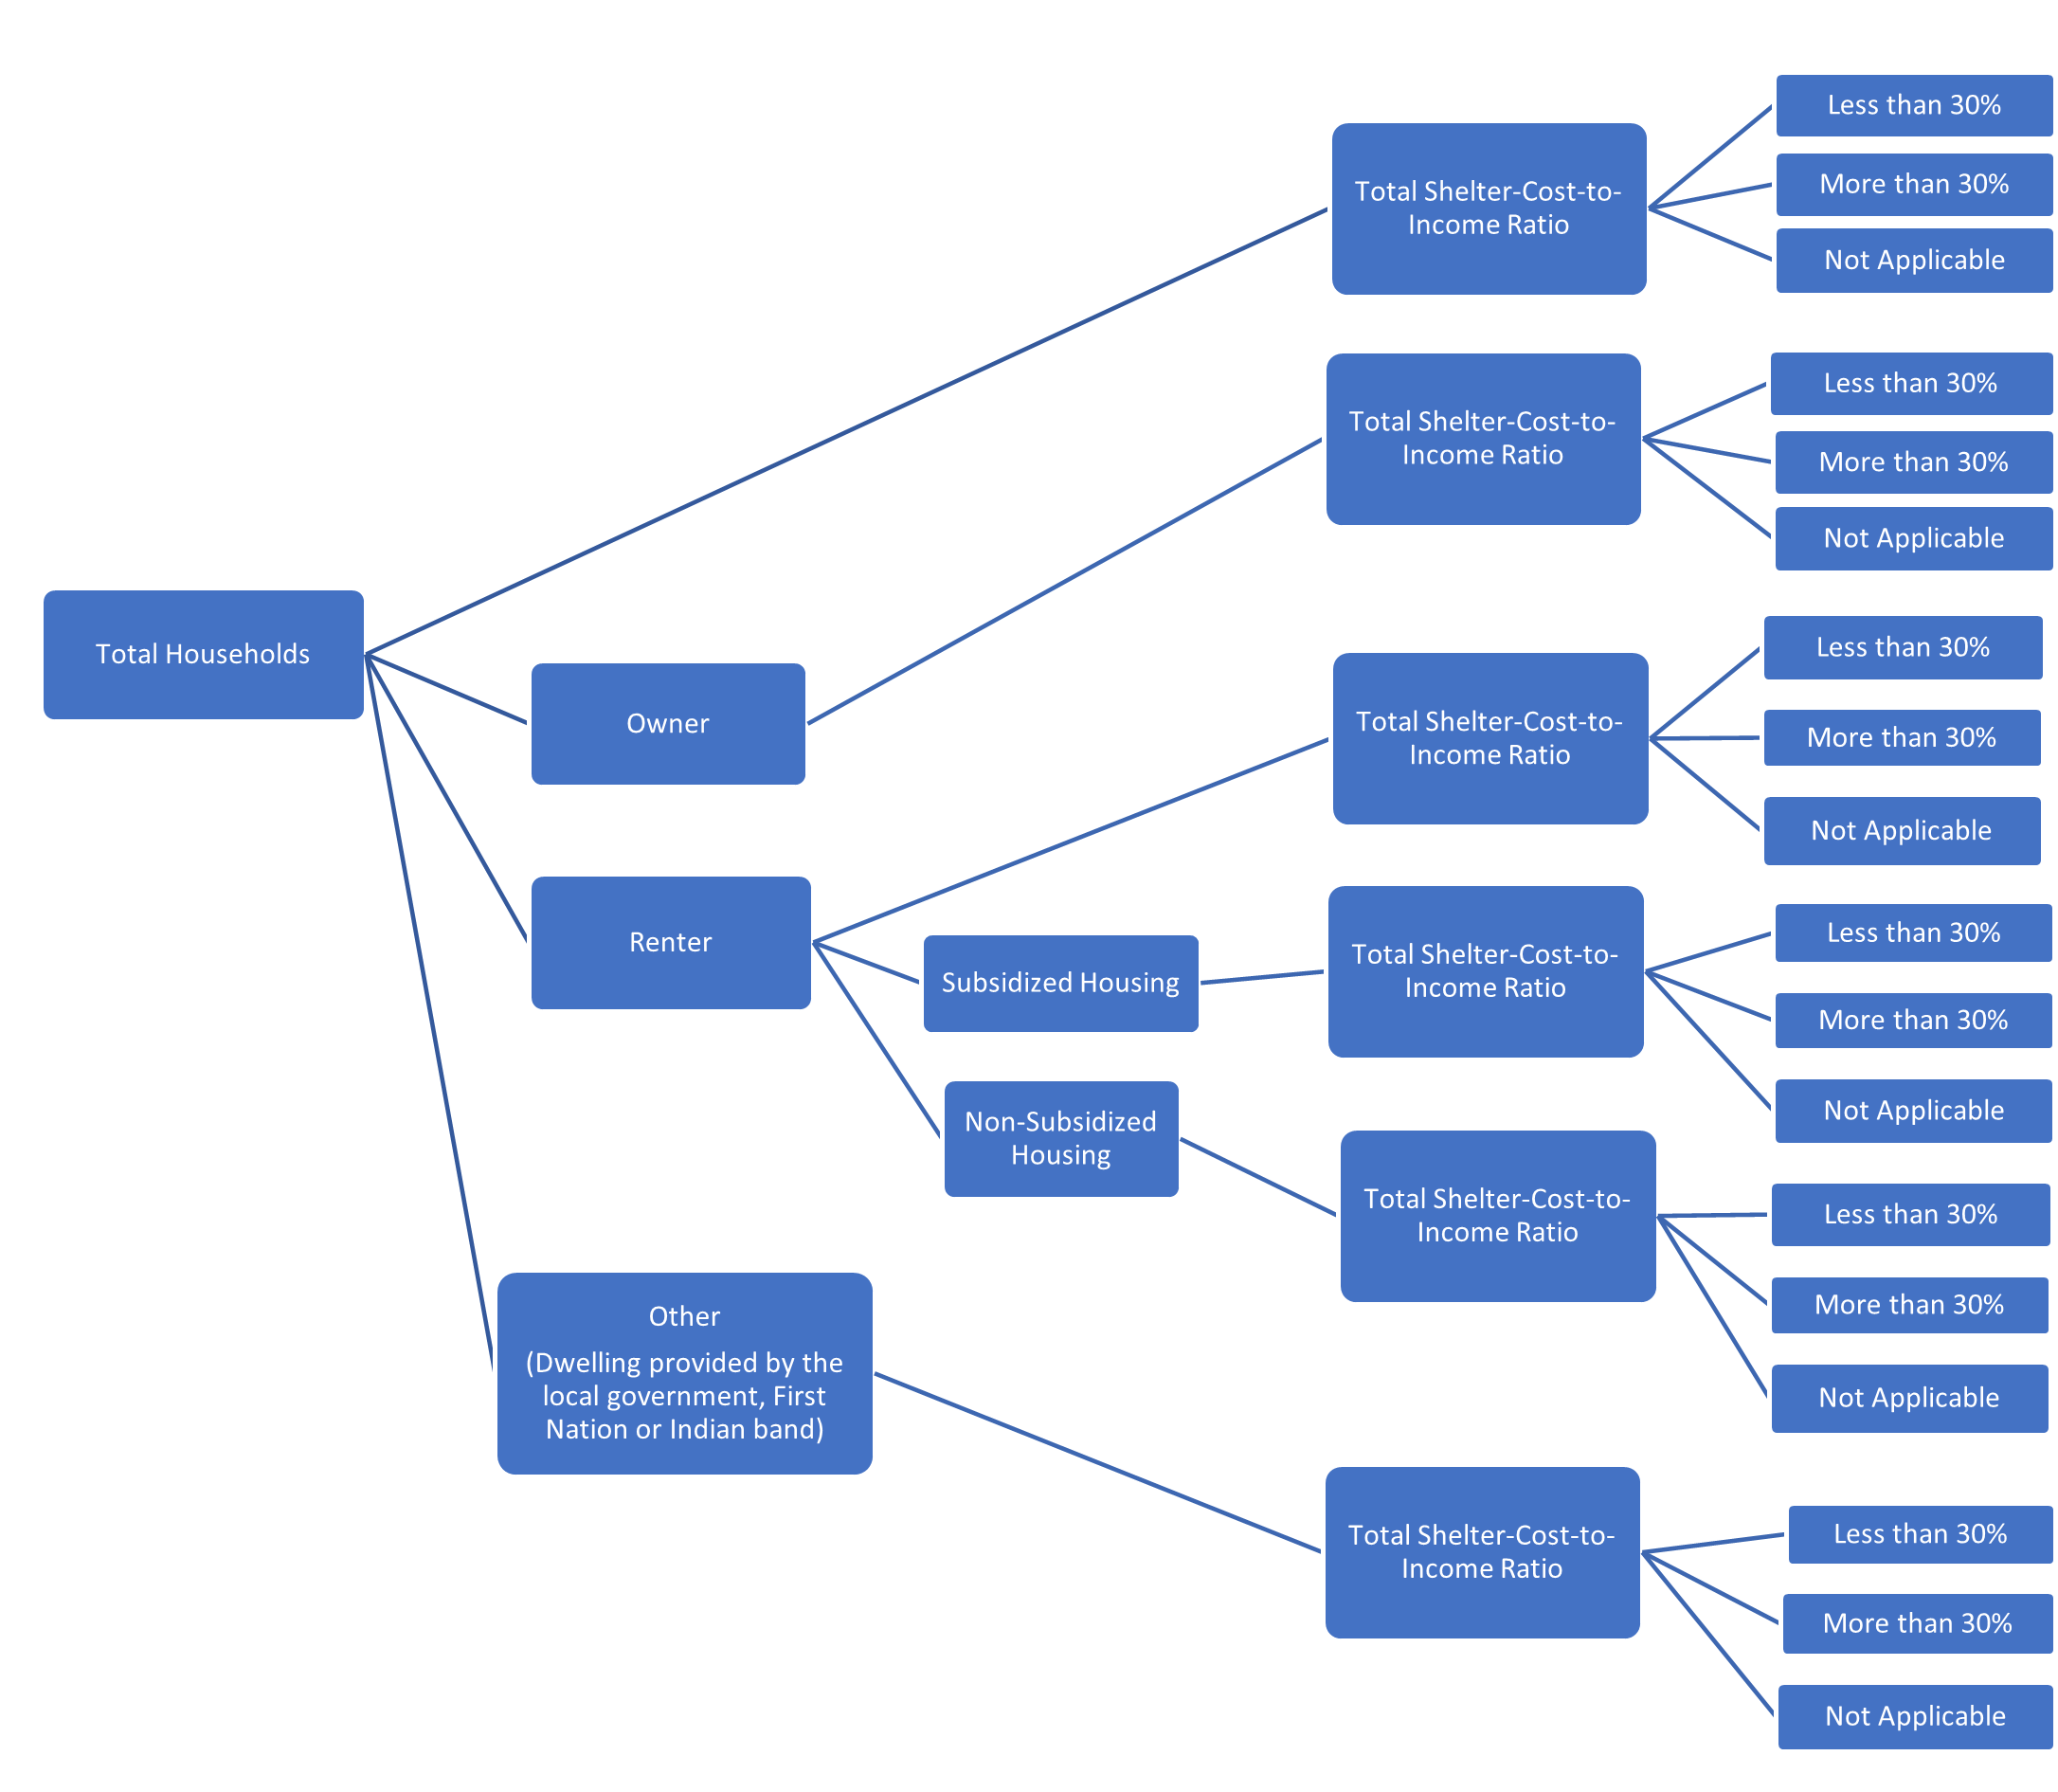 Less than 30%
More than 30%
Not Applicable
Total Shelter-Cost-to-
Income Ratio
Less than 30%
More than 30%
Not Applicable
Total Shelter-Cost-to-
Income Ratio
Total Households
Owner
Less than 30%
More than 30%
Not Applicable
Total Shelter-Cost-to-
Income Ratio
Renter
Subsidized Housing
Total Shelter-Cost-to-
Income Ratio
Less than 30%
More than 30%
Not Applicable
Non-Subsidized
Housing
Total Shelter-Cost-to-
Income Ratio
Less than 30%
More than 30%
Not Applicable
Other
(Dwelling provided by the
local government, First
Nation or Indian band)
Total Shelter-Cost-to-
Income Ratio
Less than 30%
More than 30%
Not Applicable